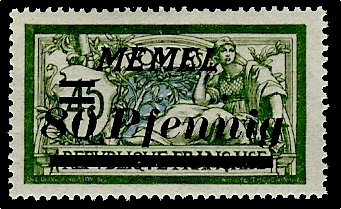 MEMEL
45
80 Pfennig
REPUBLIQUE FRANÇAISE